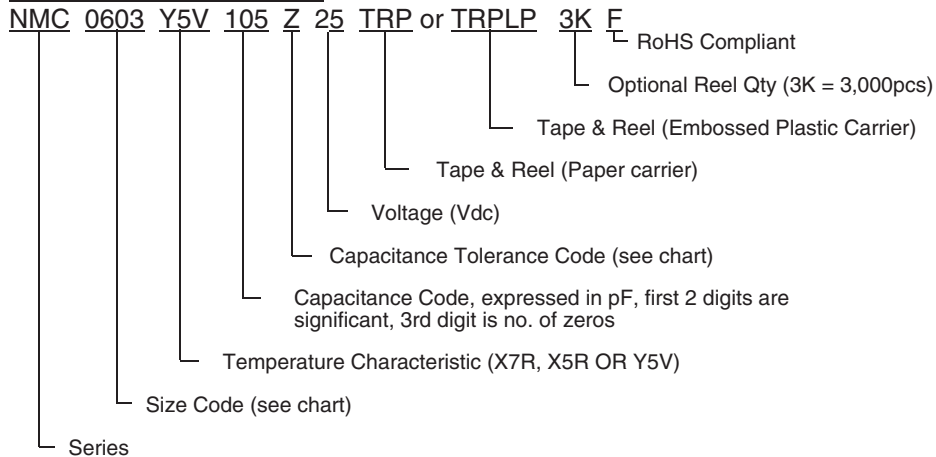 NMC 0603 Y5V 105 Z 25 TRP or TRPLP 3K F
RoHS Compliant
Optional Reel Qty (3K = 3,000pcs)
Tape & Reel (Embossed Plastic Carrier)
Tape & Reel (Paper carrier)
Voltage (Vdc)
Capacitance Tolerance Code (see chart)
Capacitance Code, expressed in pF, first 2 digits are
significant, 3rd digit is no. of zeros
Temperature Characteristic (X7R, X5R OR Y5V)
Size Code (see chart)
Series